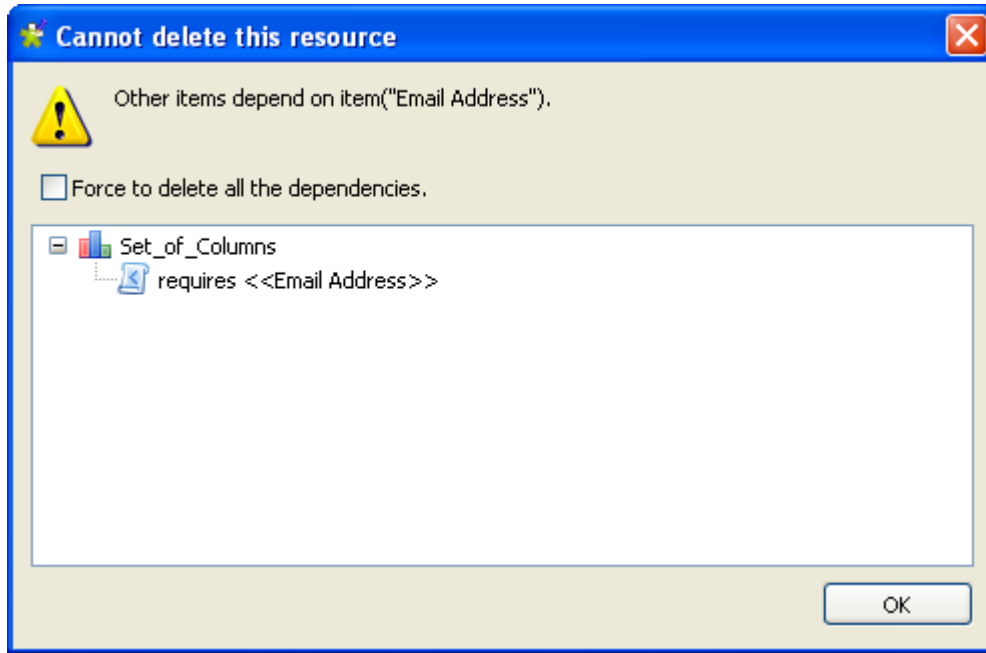 Cannot delete this resource
Other items depend on item("Email Address").
Force to delete all the dependencies.
Set_of_Columns
requires <<Email Address>>
OK